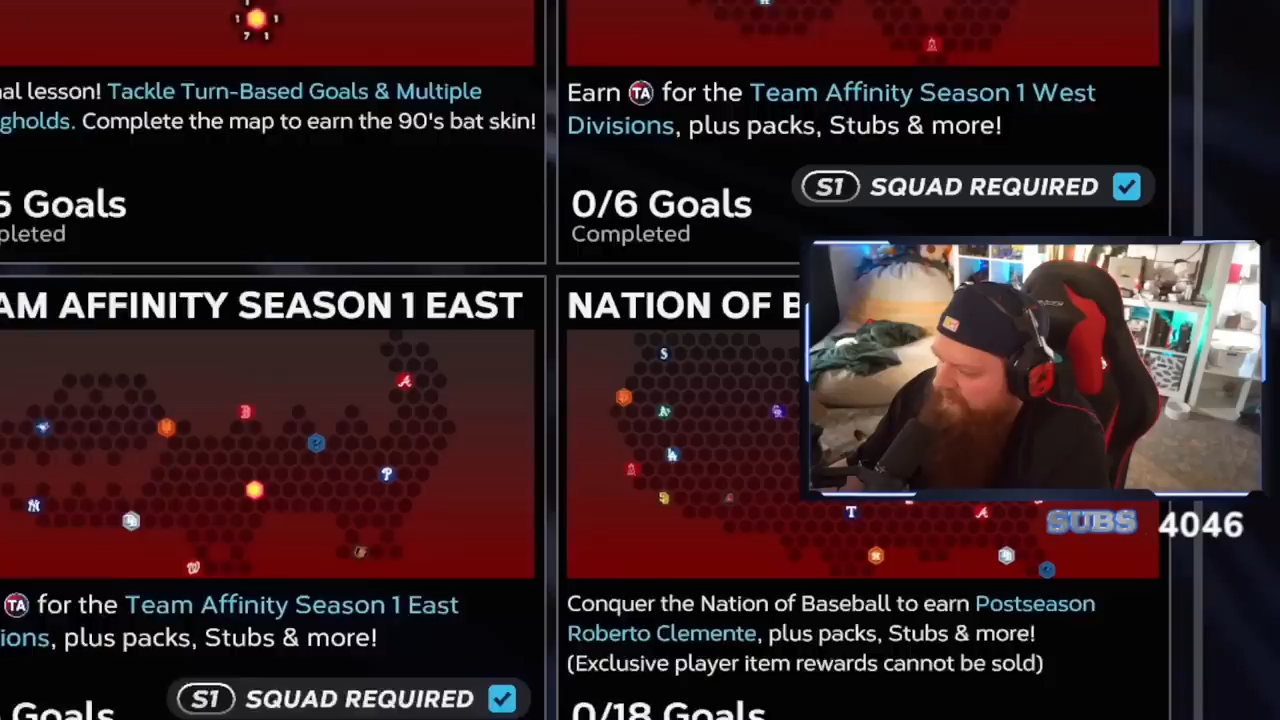 al lesson! Tackle Turn-Based Goals & Multiple
gholds. Complete the map to earn the 90's bat skin!
5 Goals
pleted
Earn TA for the Team Affinity Season 1 West
Divisions, plus packs, Stubs & more!
S1 SQUAD REQUIRED
0/6 Goals
Completed
AM AFFINITY SEASON 1 EAST
TA for the Team Affinity Season 1 East
ions, plus packs, Stubs & more!
S1 SQUAD REQUIRED
Goals
NATION OF B
SUBS 4046
Conquer the Nation of Baseball to earn Postseason
Roberto Clemente, plus packs, Stubs & more!
(Exclusive player item rewards cannot be sold)
0/18 Goals